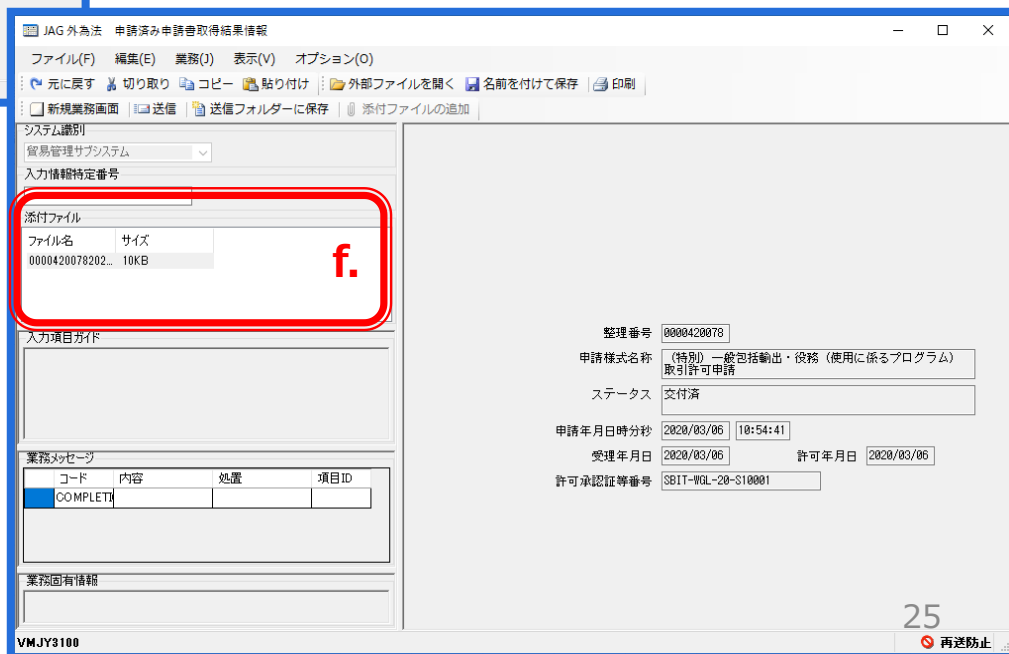 JAG 外為法 申請済み申請書取得結果情報
ファイル(F) 編集(E) 業務(J) 表示(V) オプション(O)
元に戻す 切り取り コピー 貼り付け 外部ファイルを開く 名前を付けて保存 印刷
新規業務画面 送信 送信フォルダーに保存 添付ファイルの追加
システム識別
貿易管理サブシステム
入力情報特定番号
添付ファイル
ファイル名 サイズ
0000420078202... 10KB
f.
入力項目ガイド
業務メッセージ
コード 内容 処置 項目ID
COMPLETI
業務固有情報
整理番号 0000420078
申請様式名称 (特別)一般包括輸出・役務(使用に係るプログラム)
取引許可申請
ステータス 交付済
申請年月日時分秒 2020/03/06 10:54:41
受理年月日 2020/03/06 許可年月日 2020/03/06
許可承認証等番号 SBIT-WGL-20-S10001
25
VMJY3100 再送防止